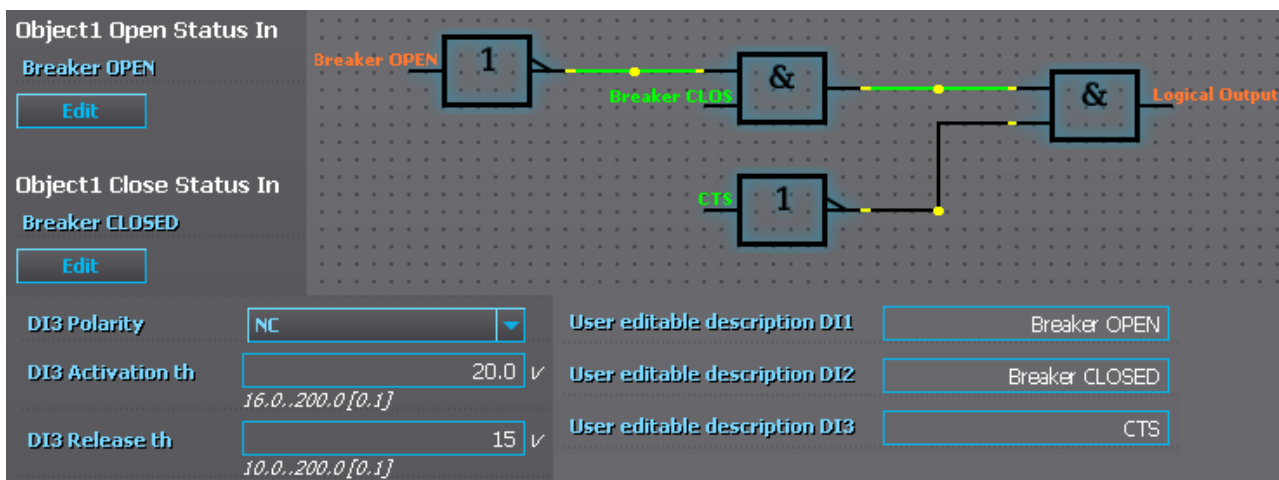 Object1 Open Status In
Breaker OPEN
Edit
Object1 Close Status In
Breaker CLOSED
Edit
Breaker OPEN
1
Breaker CLOS
&
&
Logical Output
CTS
1
DI3 Polarity NC
DI3 Activation th 20.0 V
16.0..200.0 [0.1]
DI3 Release th 15 V
10.0..200.0 [0.1]
User editable description DI1 Breaker OPEN
User editable description DI2 Breaker CLOSED
User editable description DI3 CTS